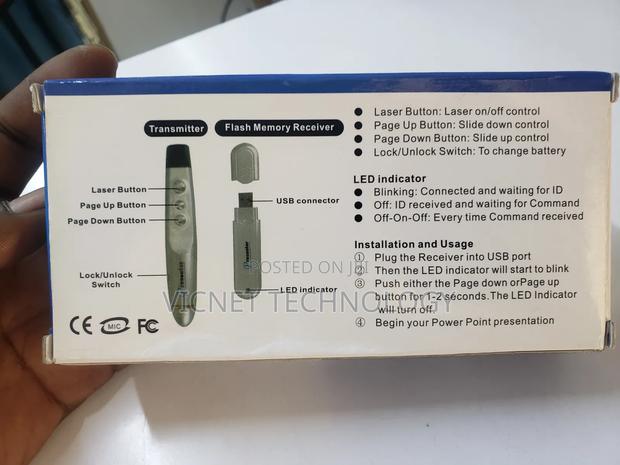 Transmitter
Flash Memory Receiver
Laser Button
Page Up Button
Page Down Button
Lock/Unlock
Switch
USB connector
LED indicator
CE MIC FC
● Laser Button: Laser on/off control
● Page Up Button: Slide down control
● Page Down Button: Slide up control
● Lock/Unlock Switch: To change battery
LED indicator
● Blinking: Connected and waiting for ID
● Off: ID received and waiting for Command
● Off-On-Off: Every time Command received
Installation and Usage
① Plug the Receiver into USB port
② Then the LED indicator will start to blink
③ Push either the Page down orPage up
button for 1-2 seconds.The LED Indicator
will turn off
④ Begin your Power Point presentation
POSTED ON JIJI
VICNET TECHNOLOGY